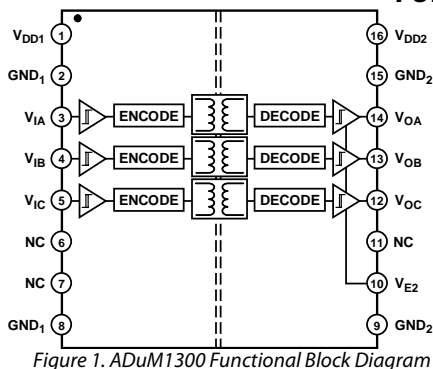 VDD1 1
16 VDD2
GND1 2
15 GND2
VIA 3 ENCODE DECODE 14 VOA
VIB 4 ENCODE DECODE 13 VOB
VIC 5 ENCODE DECODE 12 VOC
NC 6
11 NC
NC 7
10 VE2
GND1 8
9 GND2
Figure 1. ADuM1300 Functional Block Diagram